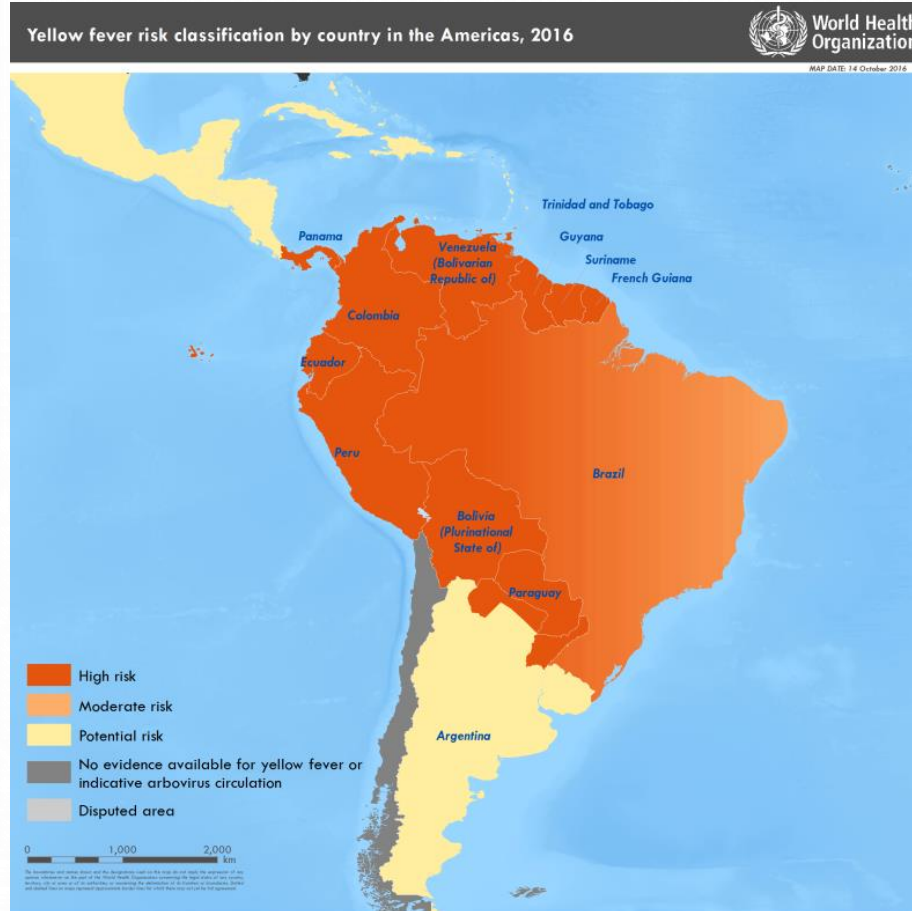 Yellow fever risk classification by country in the Americas, 2016
World Health
Organization
MAP DATE: 14 October 2016
Trinidad and Tobago
Panama
Guyana
Venezuela
(Bolivarian
Republic of)
Suriname
French Guiana
Colombia
Ecuador
Peru
Brazil
Bolivia
(Plurinational
State of)
Paraguay
Argentina
High risk
Moderate risk
Potential risk
No evidence available for yellow fever or
indicative arbovirus circulation
Disputed area
0 1,000 2,000
km